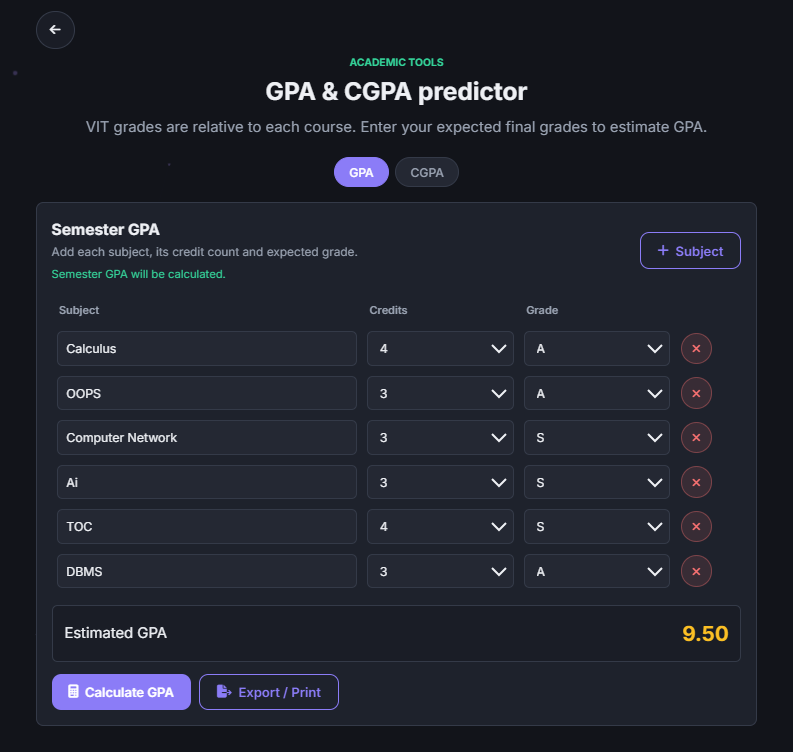 ACADEMIC TOOLS
GPA & CGPA predictor
VIT grades are relative to each course. Enter your expected final grades to estimate GPA.
GPA CGPA
Semester GPA
Add each subject, its credit count and expected grade.
Semester GPA will be calculated.
+ Subject
Subject Credits Grade
Calculus 4 A
OOPS 3 A
Computer Network 3 S
Ai 3 S
TOC 4 S
DBMS 3 A
Estimated GPA 9.50
Calculate GPA Export / Print